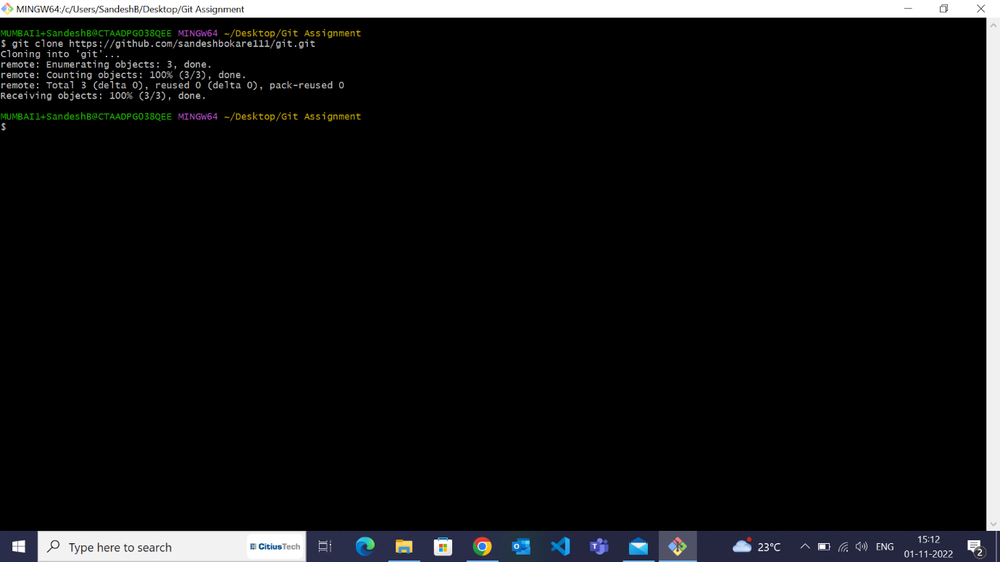 MINGW64:/c/Users/SandeshB/Desktop/Git Assignment
MUMBAI1+SandeshB@CTAADPG038QEE MINGW64 ~/Desktop/Git Assignment
$ git clone https://github.com/sandeshbokare111/git.git
Cloning into 'git'...
remote: Enumerating objects: 3, done.
remote: Counting objects: 100% (3/3), done.
remote: Total 3 (delta 0), reused 0 (delta 0), pack-reused 0
Receiving objects: 100% (3/3), done.
MUMBAI1+SandeshB@CTAADPG038QEE MINGW64 ~/Desktop/Git Assignment
$
Type here to search
CitiusTech
23°C
ENG
15:12
01-11-2022
2